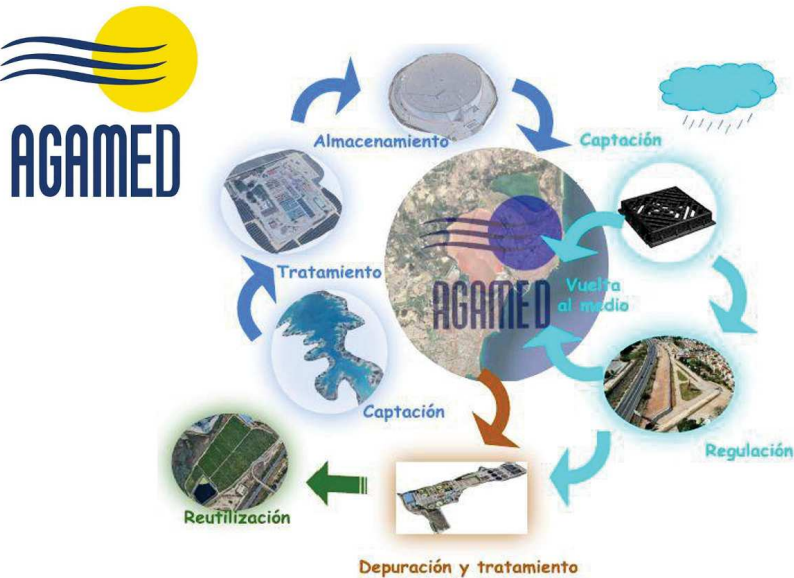 AGAMED
Almacenamiento
Captación
Tratamiento
Vuelta
al medio
AGAMED
Captación
Regulación
Reutilización
Depuración y tratamiento